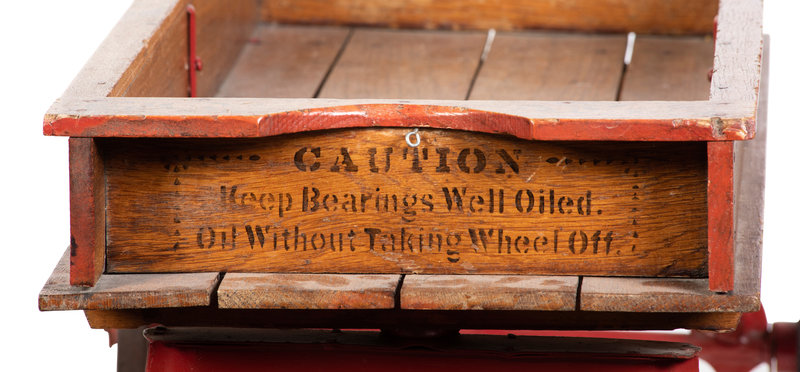 CAUTION
Keep Bearings Well Oiled.
Oil Without Taking Wheel Off.